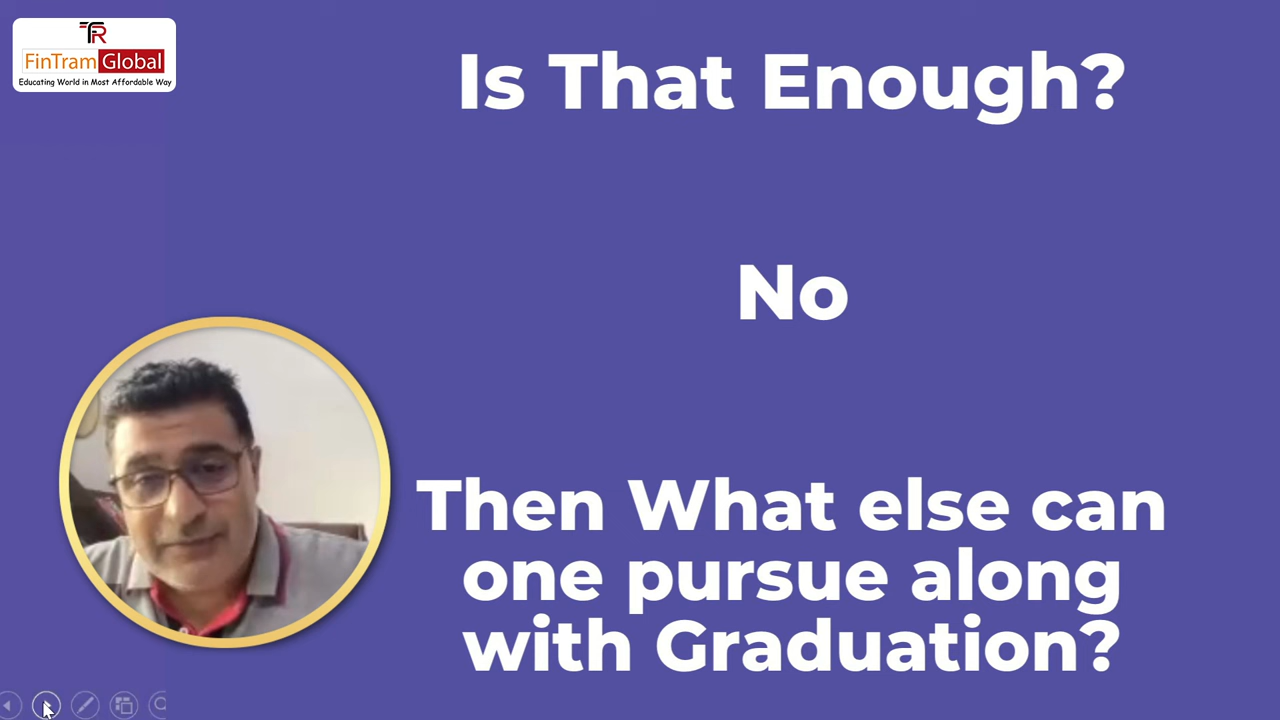 TR
FinTram Global
Educating World in Most Affordable Way
Is That Enough?
No
Then What else can
one pursue along
with Graduation?